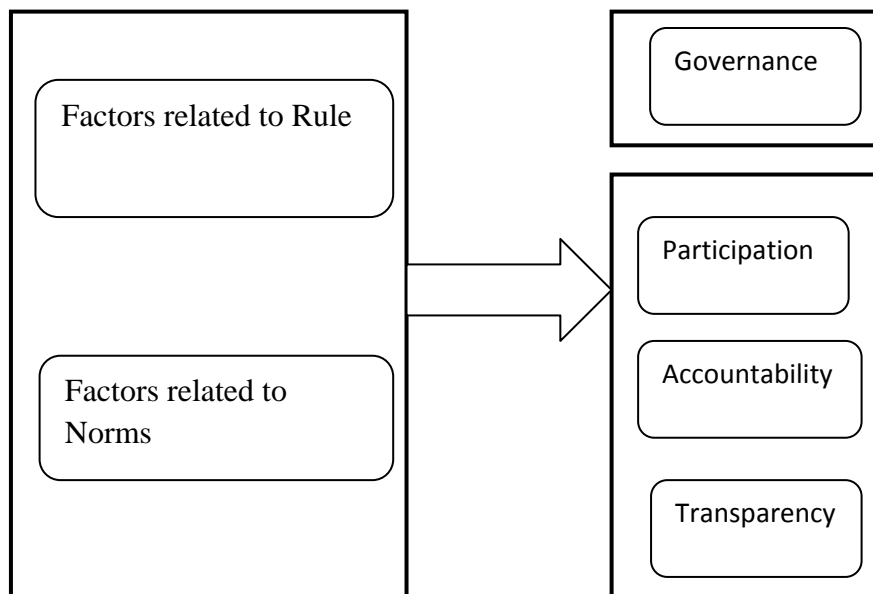 Factors related to Rule
Factors related to
Norms
Governance
Participation
Accountability
Transparency